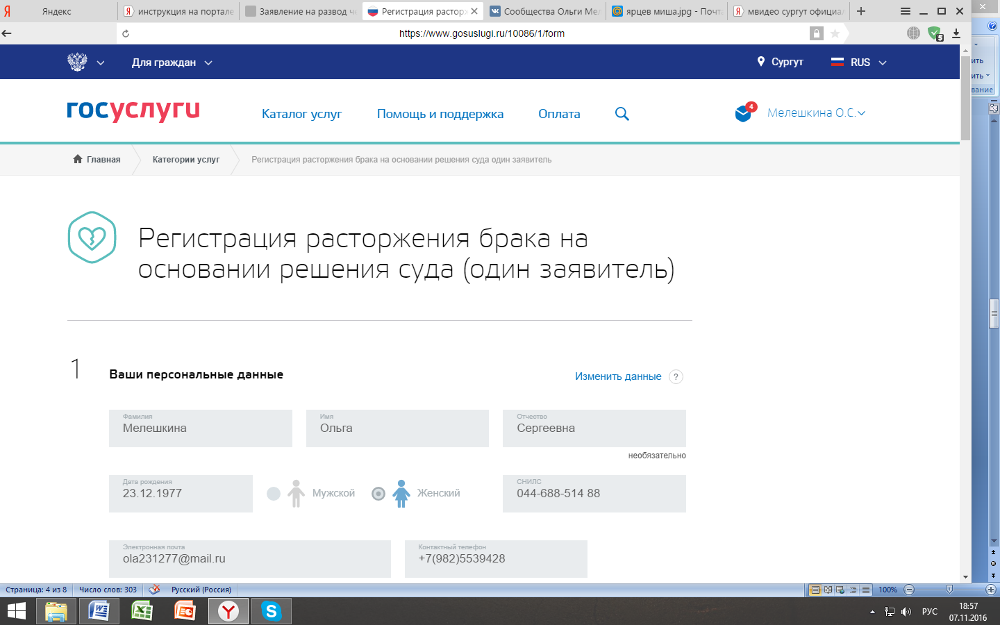 Яндекс
инструкция на портале
Заявление на развод че
Регистрация расторж
Сообщества Ольги Мел
ярцев миша.jpg - Почта
мвидео сургут официал
https://www.gosuslugi.ru/10086/1/form
Для граждан
Сургут
RUS
госуслуги
Каталог услуг
Помощь и поддержка
Оплата
4
Мелешкина О.С.
Главная
Категории услуг
Регистрация расторжения брака на основании решения суда один заявитель
Регистрация расторжения брака на
основании решения суда (один заявитель)
1
Ваши персональные данные
Изменить данные
?
Фамилия
Мелешкина
Имя
Ольга
Отчество
Сергеевна
необязательно
Дата рождения
23.12.1977
Мужской
Женский
СНИЛС
044-688-514 88
Электронная почта
ola231277@mail.ru
Контактный телефон
+7(982)5539428
ить
ить
вание
Страница: 4 из 8
Число слов: 303
Русский (Россия)
100%
РУС
18:57
07.11.2016